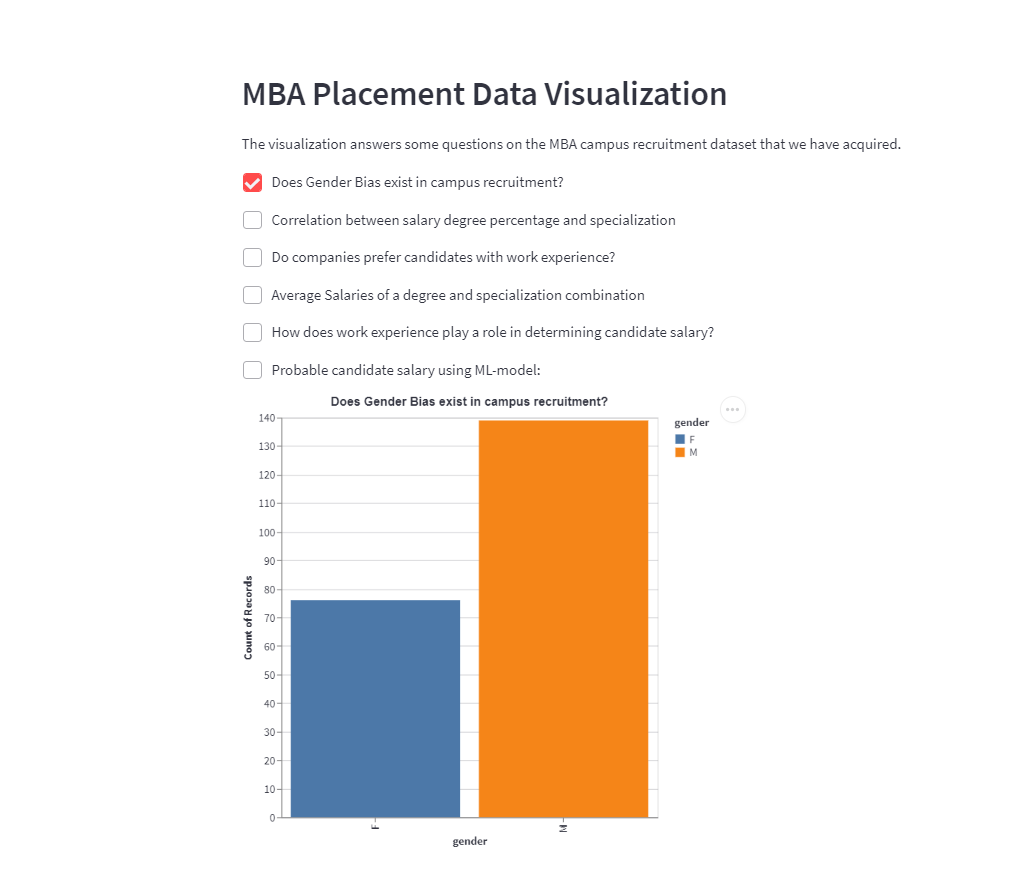 MBA Placement Data Visualization
The visualization answers some questions on the MBA campus recruitment dataset that we have acquired.
Does Gender Bias exist in campus recruitment?
Correlation between salary degree percentage and specialization
Do companies prefer candidates with work experience?
Average Salaries of a degree and specialization combination
How does work experience play a role in determining candidate salary?
Probable candidate salary using ML-model:
Does Gender Bias exist in campus recruitment?
gender
F
M
140
130
120
110
100
90
80
70
60
50
40
30
20
10
0
Count of Records
F
M
gender